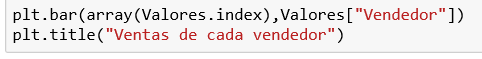 plt.bar(array(Valores.index),Valores["Vendedor"])
plt.title("Ventas de cada vendedor")